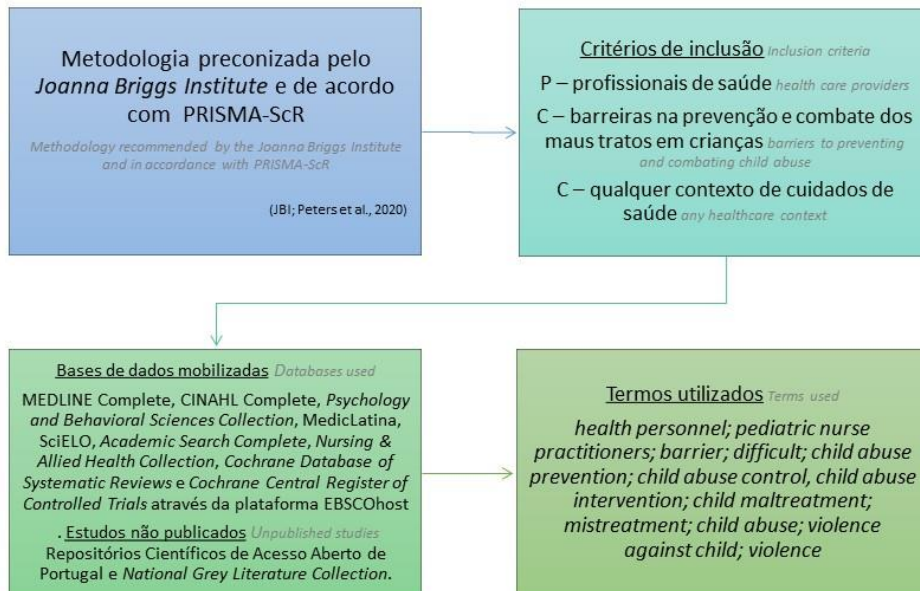 Metodologia preconizada pelo
Joanna Briggs Institute e de acordo
com PRISMA-ScR
Methodology recommended by the Joanna Briggs Institute
and in accordance with PRISMA-ScR
(JBI; Peters et al., 2020)
Critérios de inclusão Inclusion criteria
P – profissionais de saúde health care providers
C – barreiras na prevenção e combate dos
maus tratos em crianças barriers to preventing
and combating child abuse
C – qualquer contexto de cuidados de
saúde any healthcare context
Bases de dados mobilizadas Databases used
MEDLINE Complete, CINAHL Complete, Psychology
and Behavioral Sciences Collection, MedicLatina,
SciELO, Academic Search Complete, Nursing &
Allied Health Collection, Cochrane Database of
Systematic Reviews e Cochrane Central Register of
Controlled Trials através da plataforma EBSCOhost
. Estudos não publicados Unpublished studies
Repositórios Científicos de Acesso Aberto de
Portugal e National Grey Literature Collection.
Termos utilizados Terms used
health personnel; pediatric nurse
practitioners; barrier; difficult; child abuse
prevention; child abuse control, child abuse
intervention; child maltreatment;
mistreatment; child abuse; violence
against child; violence